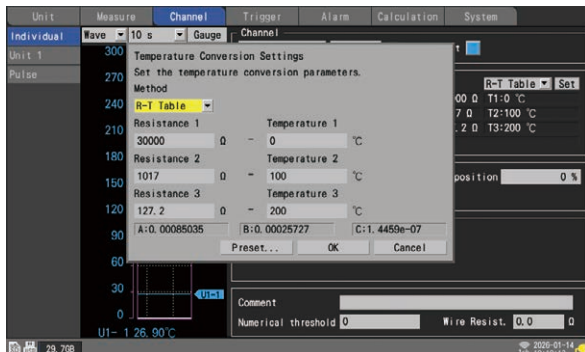 Unit Measure Channel Trigger Alarm Calculation System
Individual Wave 10 s Gauge Channel
Unit 1
Pulse
300
270
240
210
180
150
120
90
60
30
0
Temperature Conversion Settings
Set the temperature conversion parameters.
Method
R-T Table
Resistance 1 Temperature 1
30000 Ω - 0 °C
Resistance 2 Temperature 2
1017 Ω - 100 °C
Resistance 3 Temperature 3
127.2 Ω - 200 °C
A:0.00085035 B:0.00025727 C:1.4459e-07
Preset... OK Cancel
R-T Table Set
00 Ω T1:0 °C
7 Ω T2:100 °C
.2 Ω T3:200 °C
position 0 %
U1-1
U1- 1 26.90°C
Comment
Numerical threshold 0 Wire Resist. 0.0 Ω
29.7GB 2026-01-14